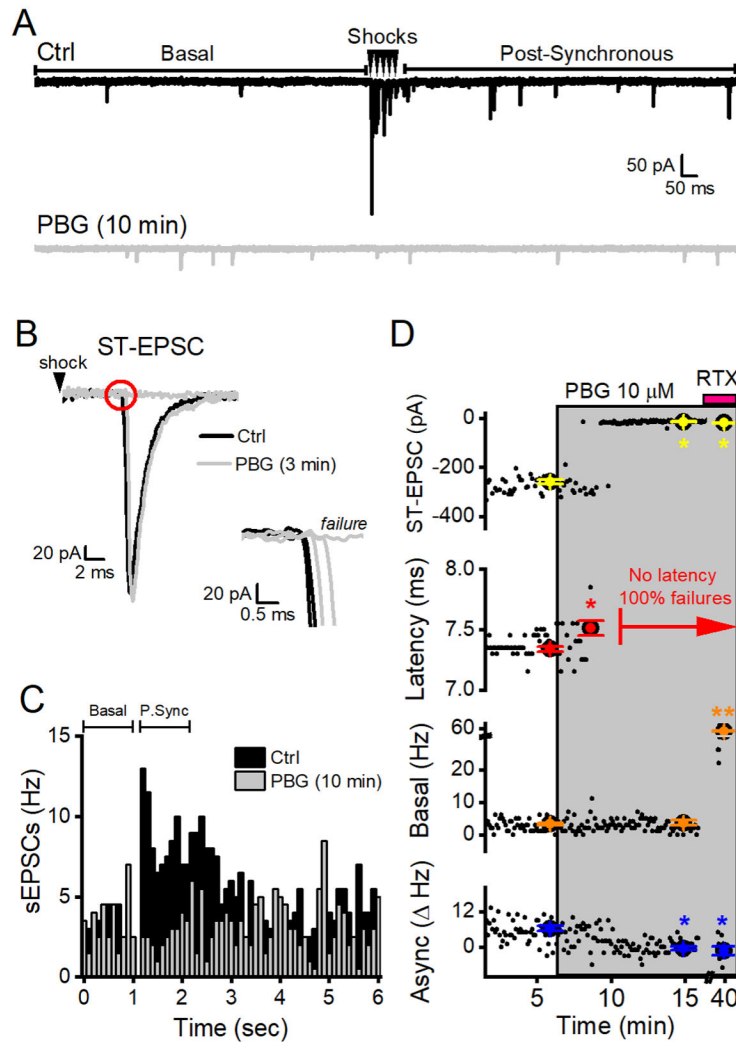 A
Ctrl
Basal
Shocks
Post-Synchronous
50 pA
50 ms
PBG (10 min)
B
ST-EPSC
shock
Ctrl
PBG (3 min)
20 pA
2 ms
failure
20 pA
0.5 ms
C
Basal
P.Sync
15
10
5
0
sEPSCs (Hz)
Ctrl
PBG (10 min)
0 1 2 3 4 5 6
Time (sec)
D
RTX
PBG 10 μM
ST-EPSC (pA)
0
-200
-400
* *
Latency (ms)
8.0
7.5
7.0
*
No latency
100% failures
Basal (Hz)
60
20
10
0
**
Async (Δ Hz)
12
0
* *
5 10 15 40
Time (min)